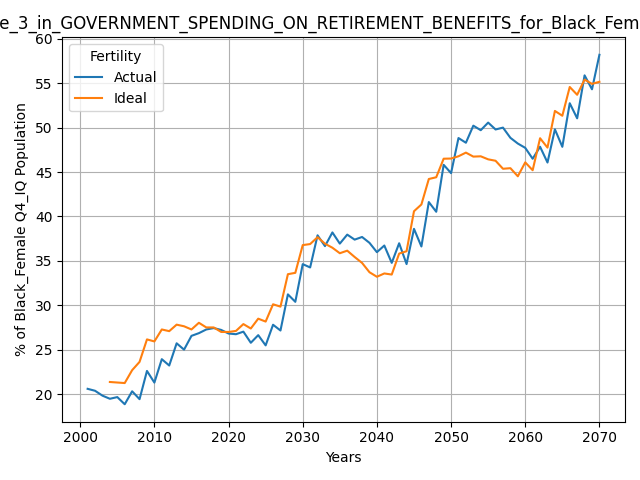 e_3_in_GOVERNMENT_SPENDING_ON_RETIREMENT_BENEFITS_for_Black_Fem
60
55
50
45
40
35
30
25
20
% of Black_Female Q4_IQ Population
Fertility
Actual
Ideal
2000 2010 2020 2030 2040 2050 2060 2070
Years